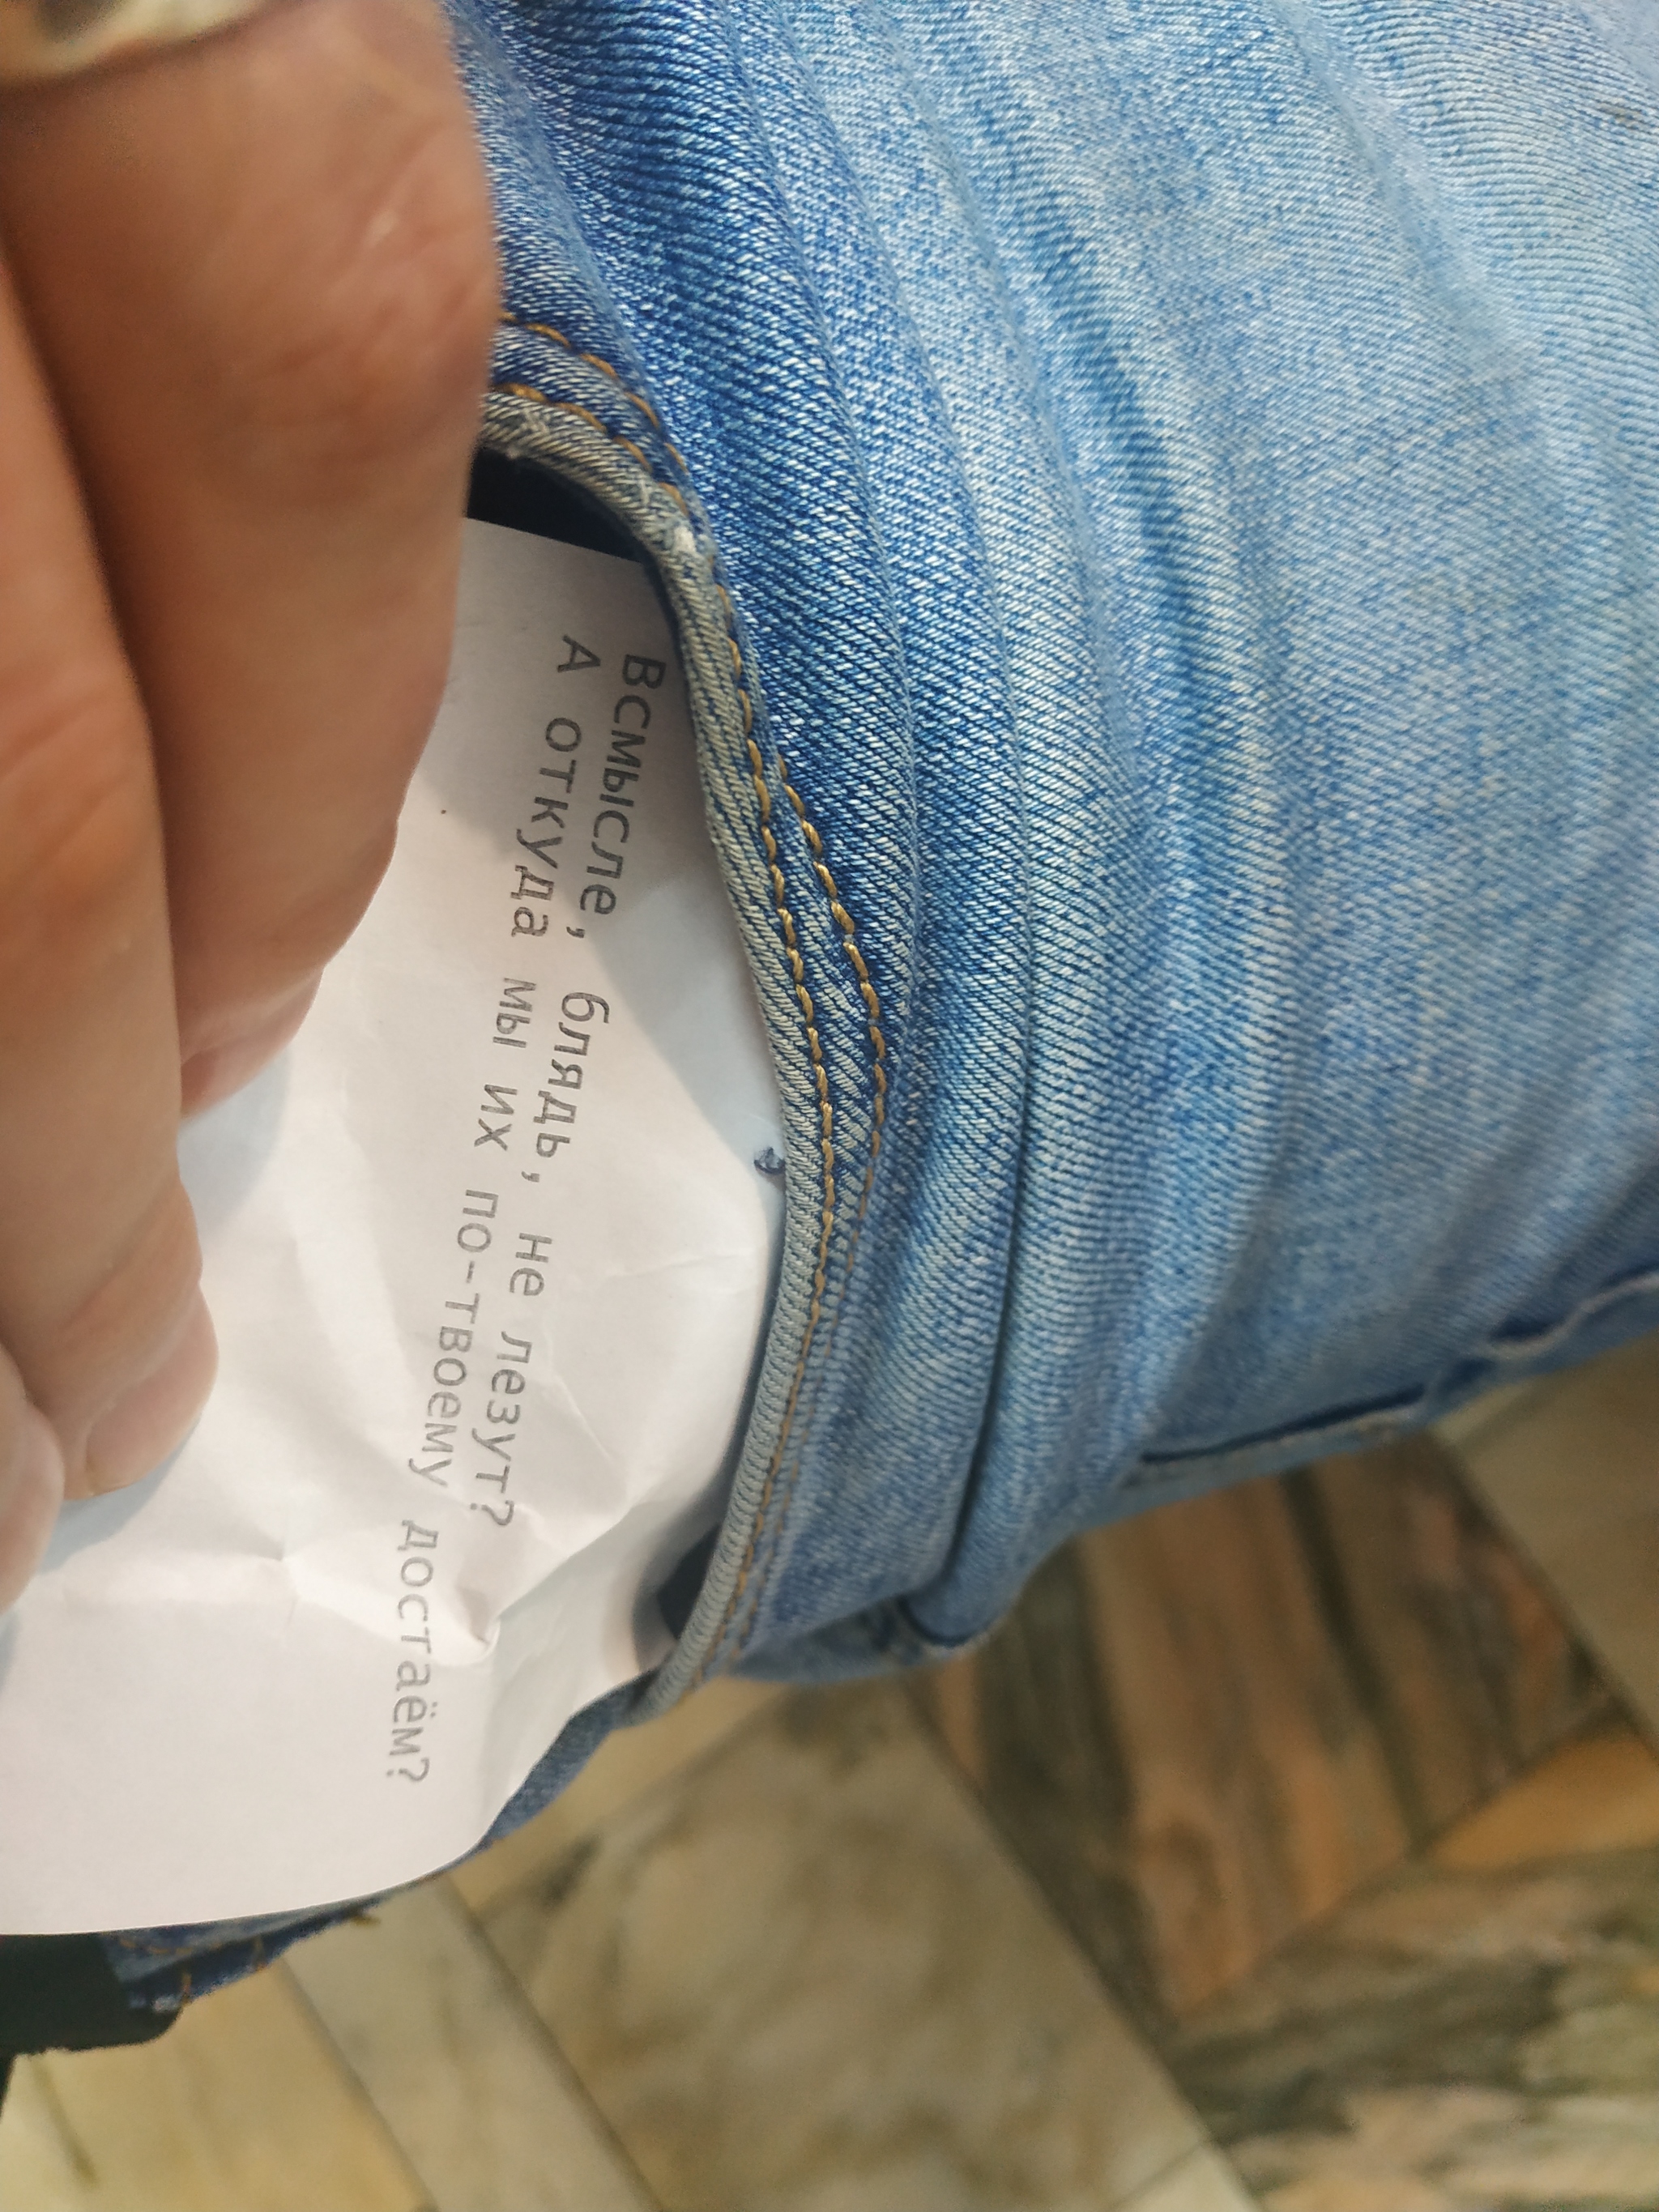 Всмысле, блядь, не лезут?
А откуда мы их по-твоему достаём?